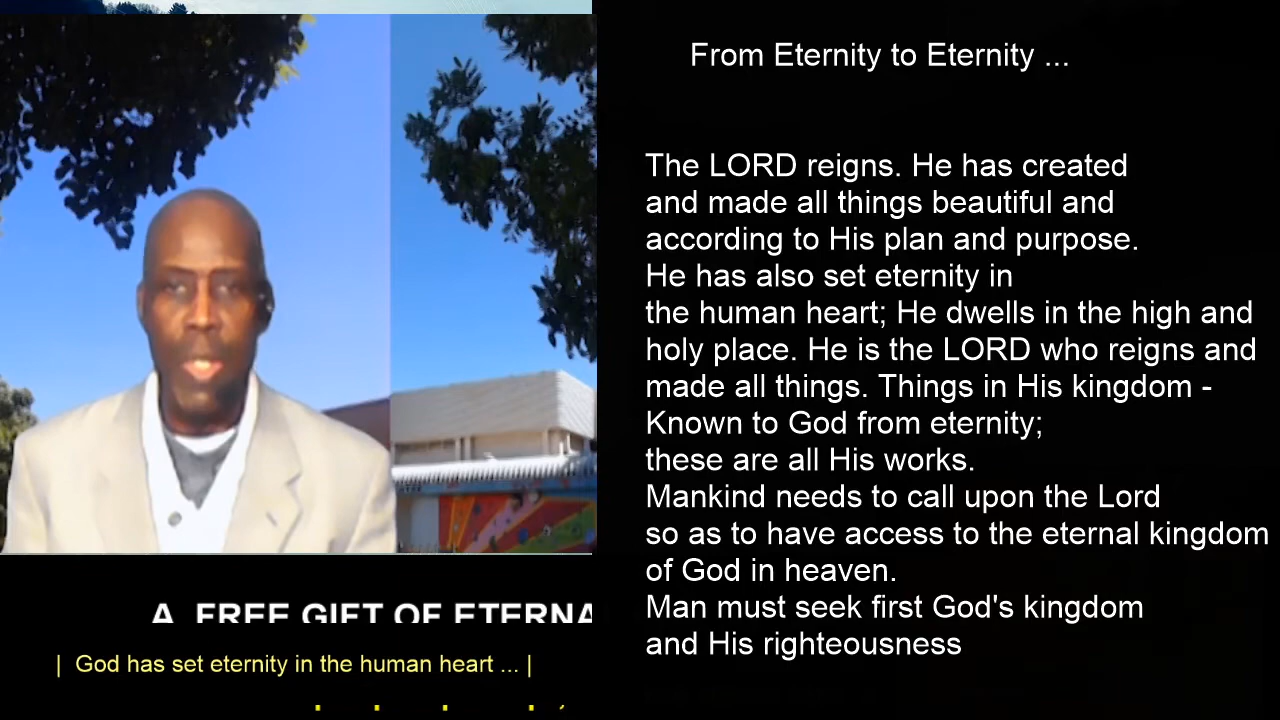 From Eternity to Eternity ...
The LORD reigns. He has created
and made all things beautiful and
according to His plan and purpose.
He has also set eternity in
the human heart; He dwells in the high and
holy place. He is the LORD who reigns and
made all things. Things in His kingdom -
Known to God from eternity;
these are all His works.
Mankind needs to call upon the Lord
so as to have access to the eternal kingdom
of God in heaven.
Man must seek first God's kingdom
and His righteousness
A FREE GIFT OF ETERNA
| God has set eternity in the human heart ... |